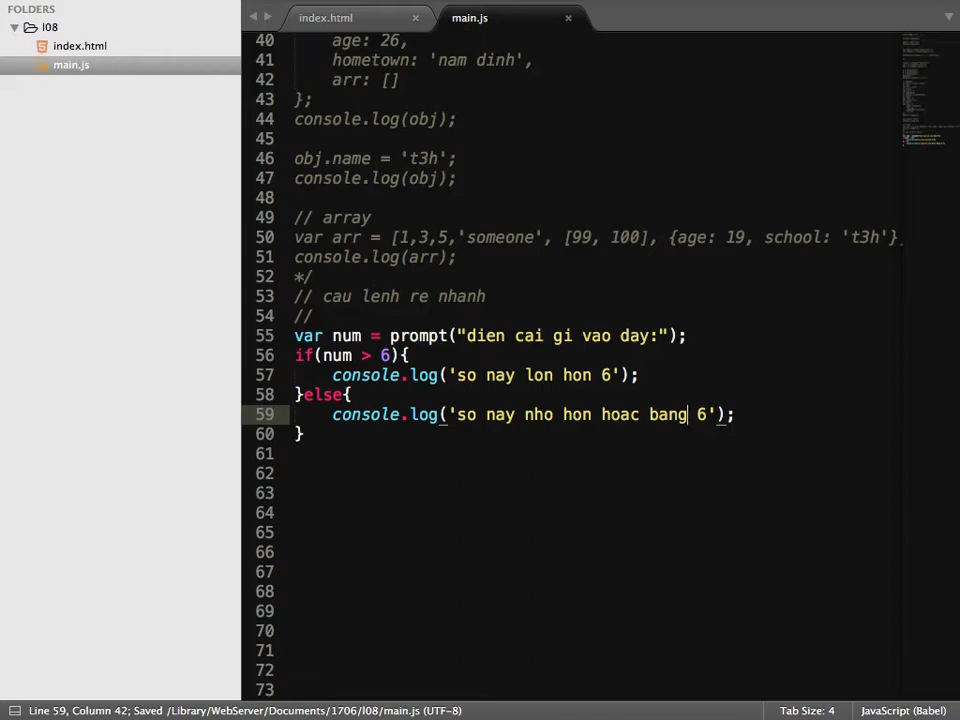 FOLDERS
l08
index.html
main.js
index.html ×
main.js ×
40 age: 26,
41 hometown: 'nam dinh',
42 arr: []
43 };
44 console.log(obj);
45
46 obj.name = 't3h';
47 console.log(obj);
48
49 // array
50 var arr = [1,3,5,'someone', [99, 100], {age: 19, school: 't3h'}
51 console.log(arr);
52 */
53 // cau lenh re nhanh
54 //
55 var num = prompt("dien cai gi vao day:");
56 if(num > 6){
57 console.log('so nay lon hon 6');
58 }else{
59 console.log('so nay nho hon hoac bang 6');
60 }
61
62
63
64
65
66
67
68
69
70
71
72
73
Line 59, Column 42; Saved /Library/WebServer/Documents/1706/l08/main.js (UTF-8) Tab Size: 4 JavaScript (Babel)